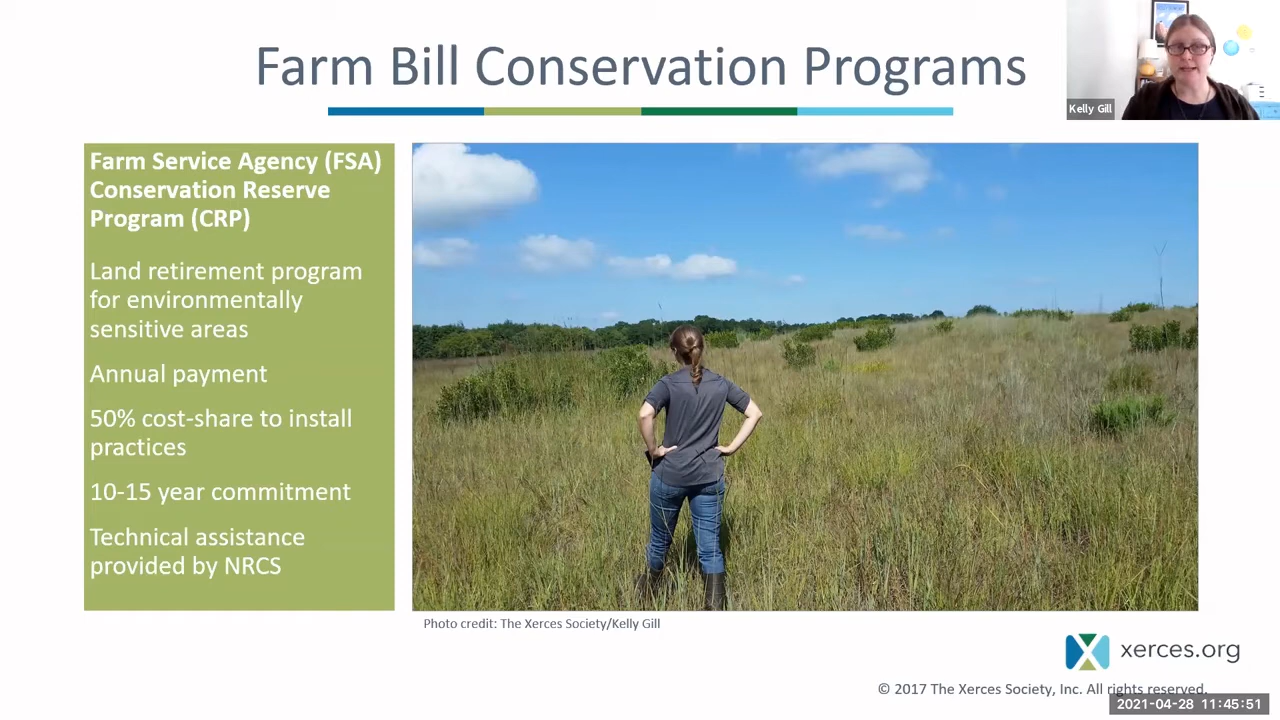 Farm Bill Conservation Programs
Kelly Gill
Farm Service Agency (FSA)
Conservation Reserve
Program (CRP)
Land retirement program
for environmentally
sensitive areas
Annual payment
50% cost-share to install
practices
10-15 year commitment
Technical assistance
provided by NRCS
Photo credit: The Xerces Society/Kelly Gill
xerces.org
© 2017 The Xerces Society, Inc. All rights reserved.
2021-04-28 11:45:51